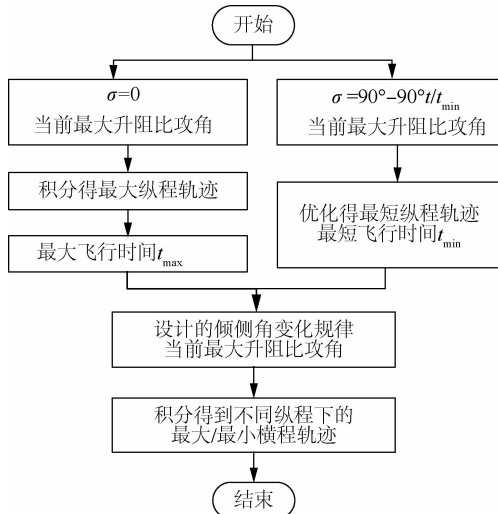 开始
σ=0
当前最大升阻比攻角
积分得最大纵程轨迹
最大飞行时间tmax
σ=90°−90°t/tmin
当前最大升阻比攻角
优化得最短纵程轨迹
最短飞行时间tmin
设计的倾侧角变化规律
当前最大升阻比攻角
积分得到不同纵程下的
最大/最小横程轨迹
结束